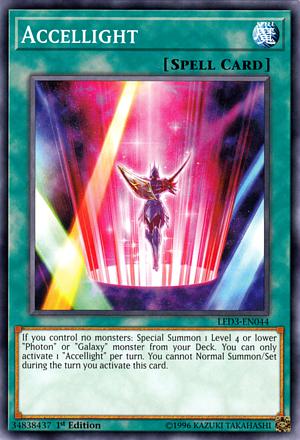 ACCELLIGHT
[SPELL CARD]
LED3-EN044
If you control no monsters: Special Summon 1 Level 4 or lower
"Photon" or "Galaxy" monster from your Deck. You can only
activate 1 "Accellight" per turn. You cannot Normal Summon/Set
during the turn you activate this card.
34838437 1st Edition
©1996 KAZUKI TAKAHASHI